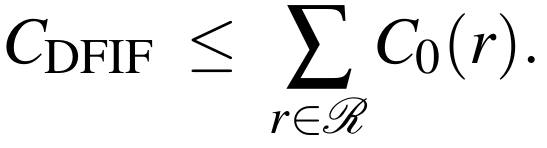 C_DFIF ≤ ∑_{r∈ℛ} C_0(r).